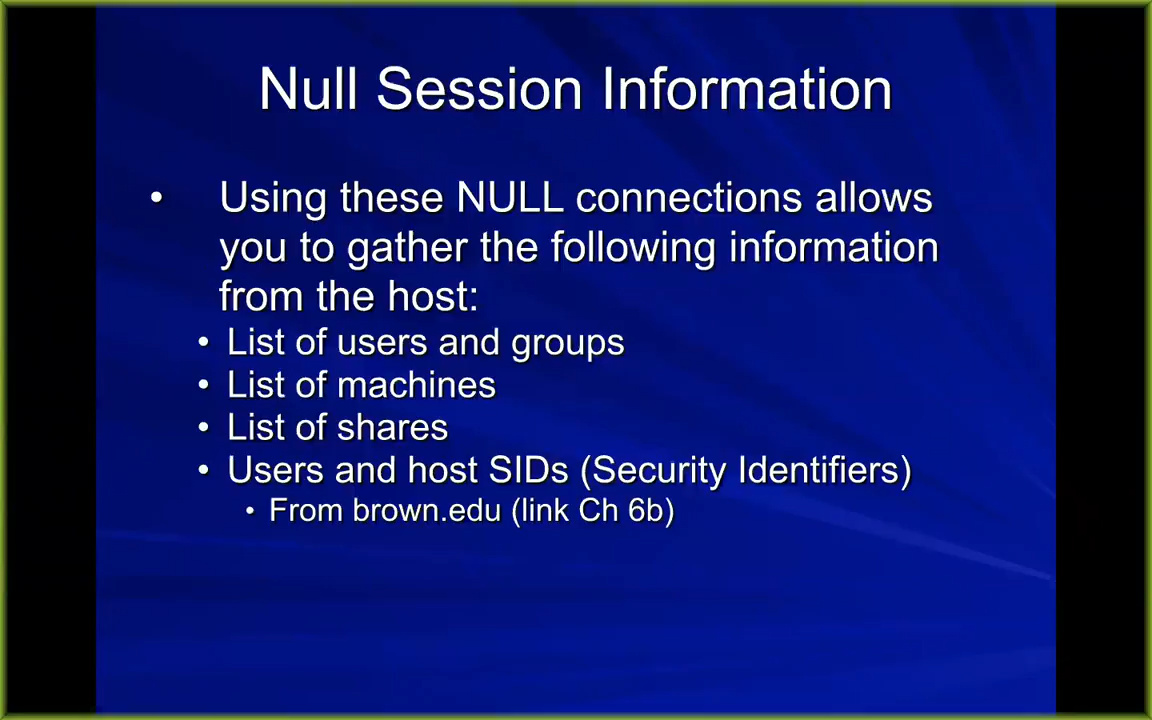 Null Session Information
• Using these NULL connections allows
you to gather the following information
from the host:
• List of users and groups
• List of machines
• List of shares
• Users and host SIDs (Security Identifiers)
• From brown.edu (link Ch 6b)